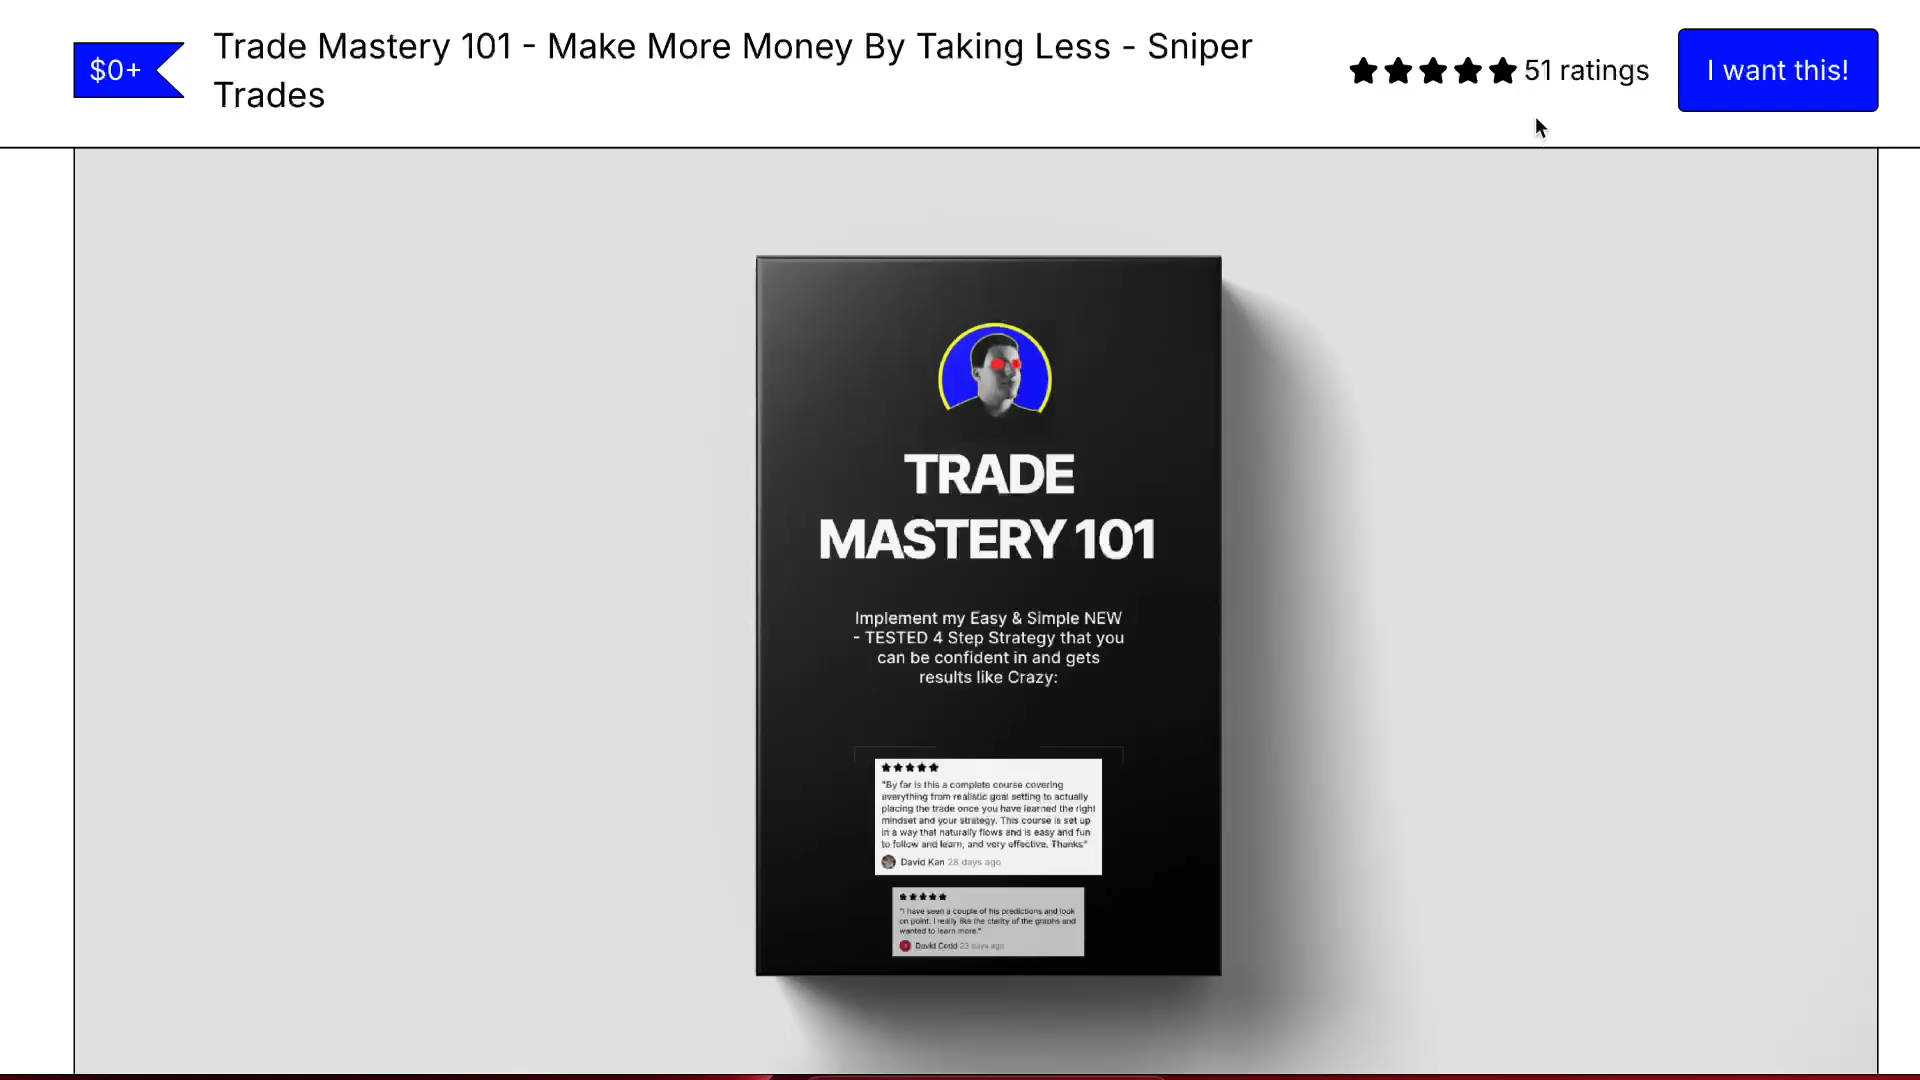 $0+
Trade Mastery 101 - Make More Money By Taking Less - Sniper
Trades
51 ratings
I want this!
TRADE
MASTERY 101
Implement my Easy & Simple NEW
- TESTED 4 Step Strategy that you
can be confident in and gets
results like Crazy:
"By far is this a complete course covering
everything from realistic goal setting to actually
placing the trade once you have learned the right
mindset and your strategy. This course is set up
in a way that naturally flows and is easy and fun
to follow and learn, and very effective. Thanks"
David Kan 28 days ago
"I have seen a couple of his predictions and look
on point. I really like the clarity of the graphs and
wanted to learn more."
David Codd 23 days ago